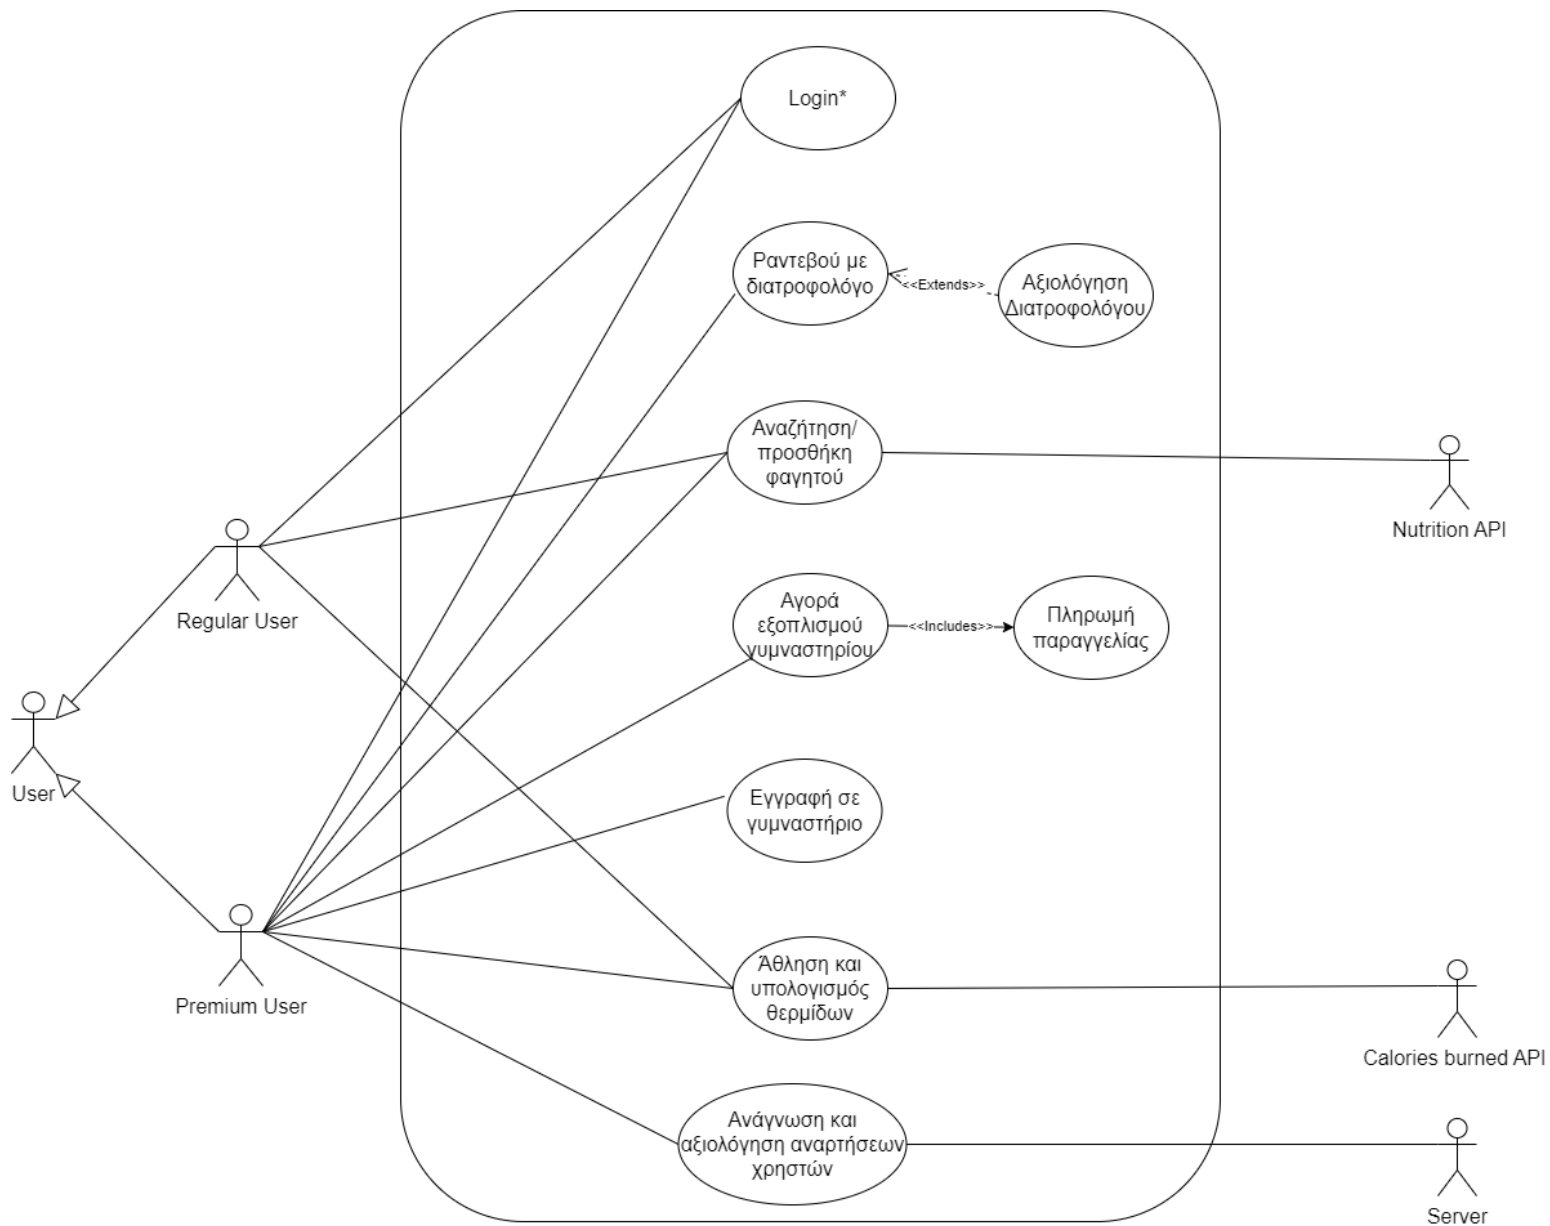 Login*
Ραντεβού με
διατροφολόγο
<<Extends>>
Αξιολόγηση
Διατροφολόγου
Αναζήτηση/
προσθήκη
φαγητού
Nutrition API
Regular User
Αγορά
εξοπλισμού
γυμναστηρίου
<<Includes>>
Πληρωμή
παραγγελίας
User
Εγγραφή σε
γυμναστήριο
Premium User
Άθληση και
υπολογισμός
θερμίδων
Calories burned API
Ανάγνωση και
αξιολόγηση αναρτήσεων
χρηστών
Server